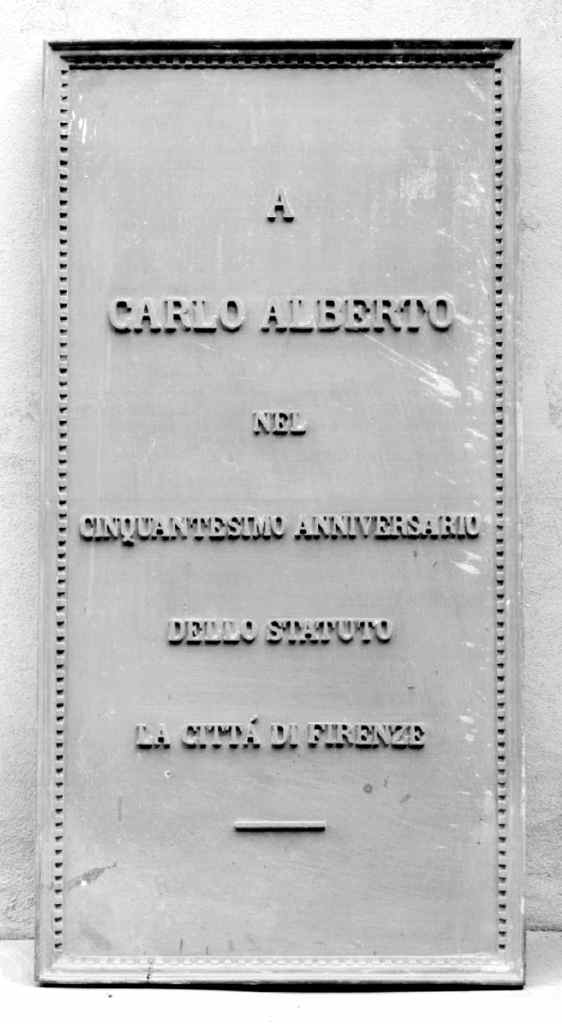 A
CARLO ALBERTO
NEL
CINQUANTESIMO ANNIVERSARIO
DELLO STATUTO
LA CITTÁ DI FIRENZE